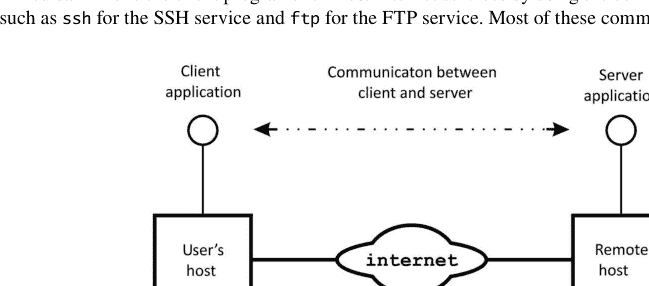 such as ssh for the SSH service and ftp for the FTP service. Most of these comm
Client
application
Communicaton between
client and server
Server
applicatio
User's
host
internet
Remote
host